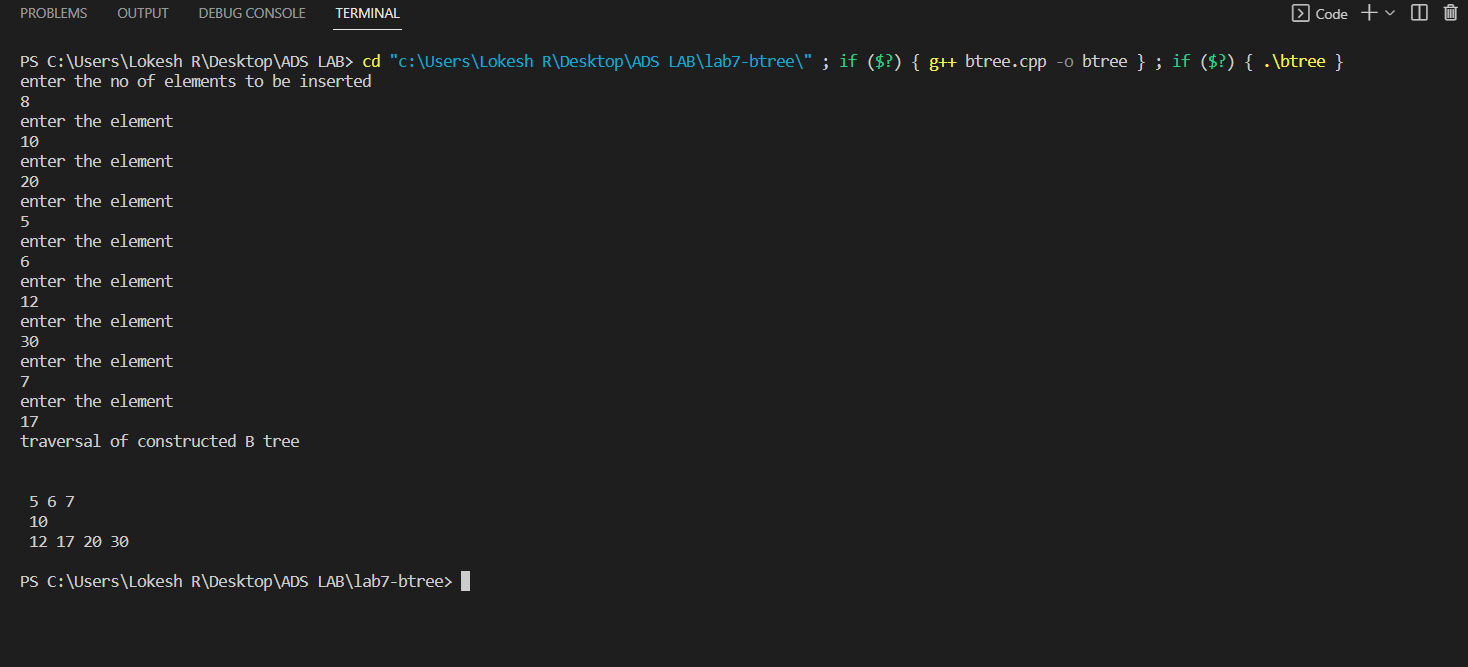 PROBLEMS OUTPUT DEBUG CONSOLE TERMINAL Code
PS C:\Users\Lokesh R\Desktop\ADS LAB> cd "c:\Users\Lokesh R\Desktop\ADS LAB\lab7-btree\" ; if ($?) { g++ btree.cpp -o btree } ; if ($?) { .\btree }
enter the no of elements to be inserted
8
enter the element
10
enter the element
20
enter the element
5
enter the element
6
enter the element
12
enter the element
30
enter the element
7
enter the element
17
traversal of constructed B tree
5 6 7
10
12 17 20 30
PS C:\Users\Lokesh R\Desktop\ADS LAB\lab7-btree>